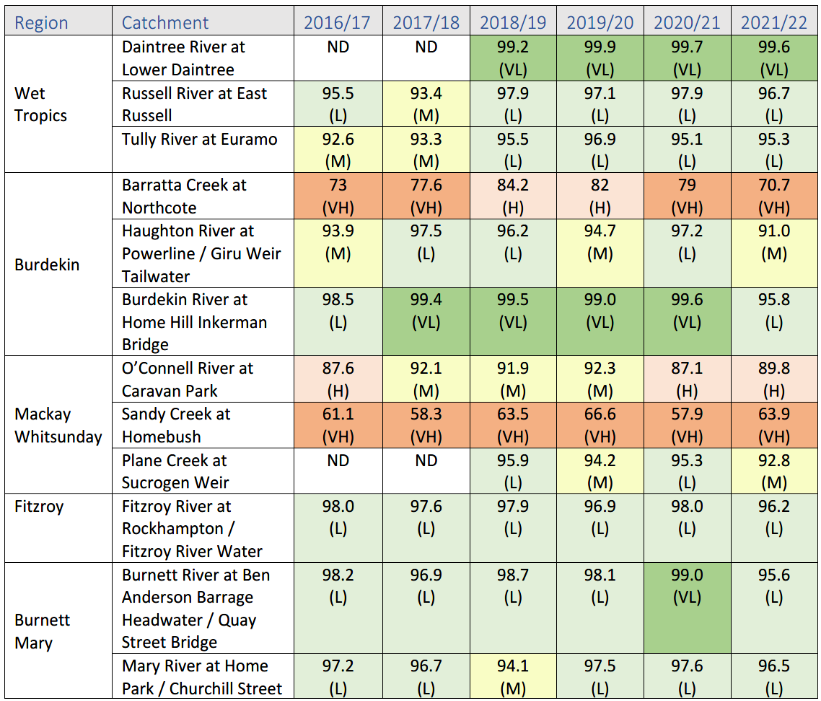 Region Catchment 2016/17 2017/18 2018/19 2019/20 2020/21 2021/22
Wet
Tropics
Daintree River at
Lower Daintree
ND ND 99.2 99.9 99.7 99.6
(VL) (VL) (VL) (VL)
Russell River at East
Russell
95.5 93.4 97.9 97.1 97.9 96.7
(L) (M) (L) (L) (L) (L)
Tully River at Euramo
92.6 93.3 95.5 96.9 95.1 95.3
(M) (M) (L) (L) (L) (L)
Burdekin
Barratta Creek at
Northcote
73 77.6 84.2 82 79 70.7
(VH) (VH) (H) (H) (VH) (VH)
Haughton River at
Powerline / Giru Weir
Tailwater
93.9 97.5 96.2 94.7 97.2 91.0
(M) (L) (L) (M) (L) (M)
Burdekin River at
Home Hill Inkerman
Bridge
98.5 99.4 99.5 99.0 99.6 95.8
(L) (VL) (VL) (VL) (VL) (L)
Mackay
Whitsunday
O’Connell River at
Caravan Park
87.6 92.1 91.9 92.3 87.1 89.8
(H) (M) (M) (M) (H) (H)
Sandy Creek at
Homebush
61.1 58.3 63.5 66.6 57.9 63.9
(VH) (VH) (VH) (VH) (VH) (VH)
Plane Creek at
Sucrogen Weir
ND ND 95.9 94.2 95.3 92.8
(L) (M) (L) (M)
Fitzroy
Fitzroy River at
Rockhampton /
Fitzroy River Water
98.0 97.6 97.9 96.9 98.0 96.2
(L) (L) (L) (L) (L) (L)
Burnett
Mary
Burnett River at Ben
Anderson Barrage
Headwater / Quay
Street Bridge
98.2 96.9 98.7 98.1 99.0 95.6
(L) (L) (L) (L) (VL) (L)
Mary River at Home
Park / Churchill Street
97.2 96.7 94.1 97.5 97.6 96.5
(L) (L) (M) (L) (L) (L)